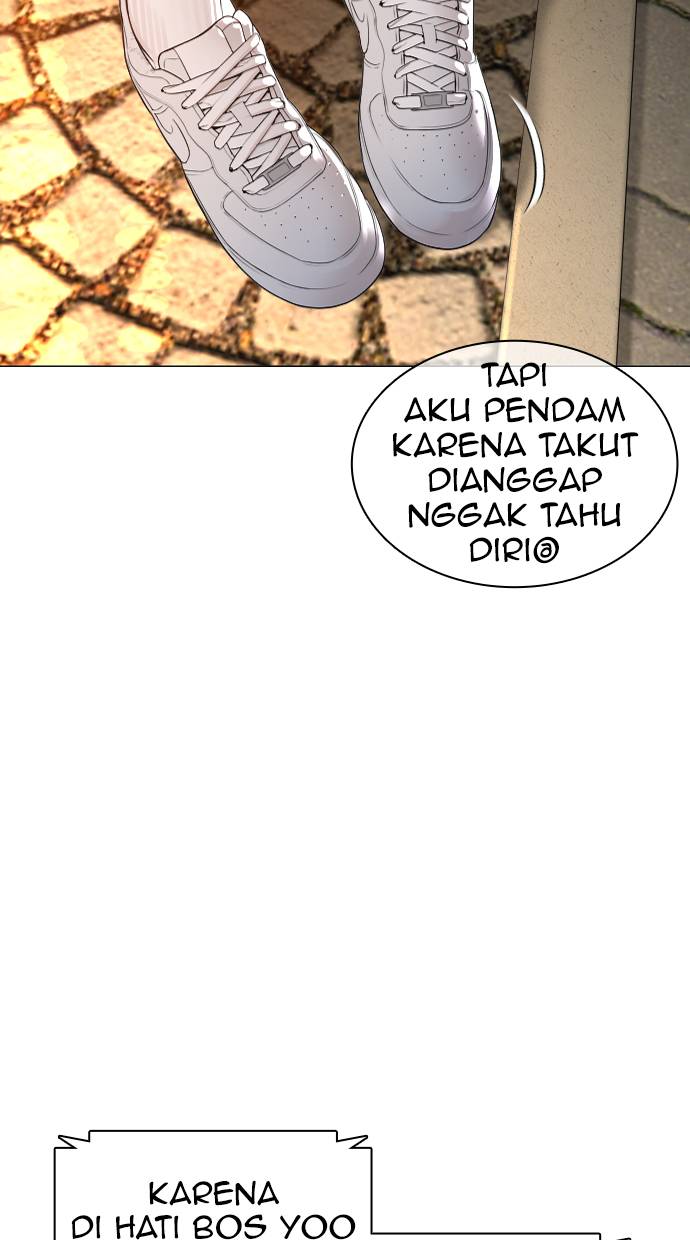 TAPI
AKU PENDAM
KARENA TAKUT
DIANGGAP
NGGAK TAHU
DIRI@
KARENA
DI HATI BOS YOO